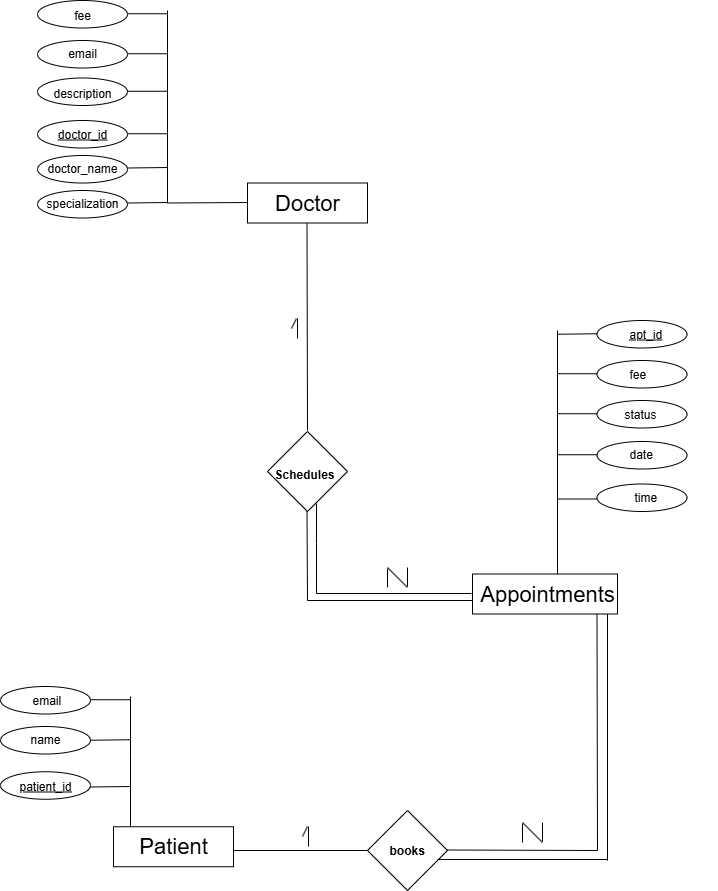 fee
email
description
doctor_id
doctor_name
specialization
Doctor
1
apt_id
fee
status
date
time
Schedules
N
Appointments
email
name
patient_id
Patient
1
books
N